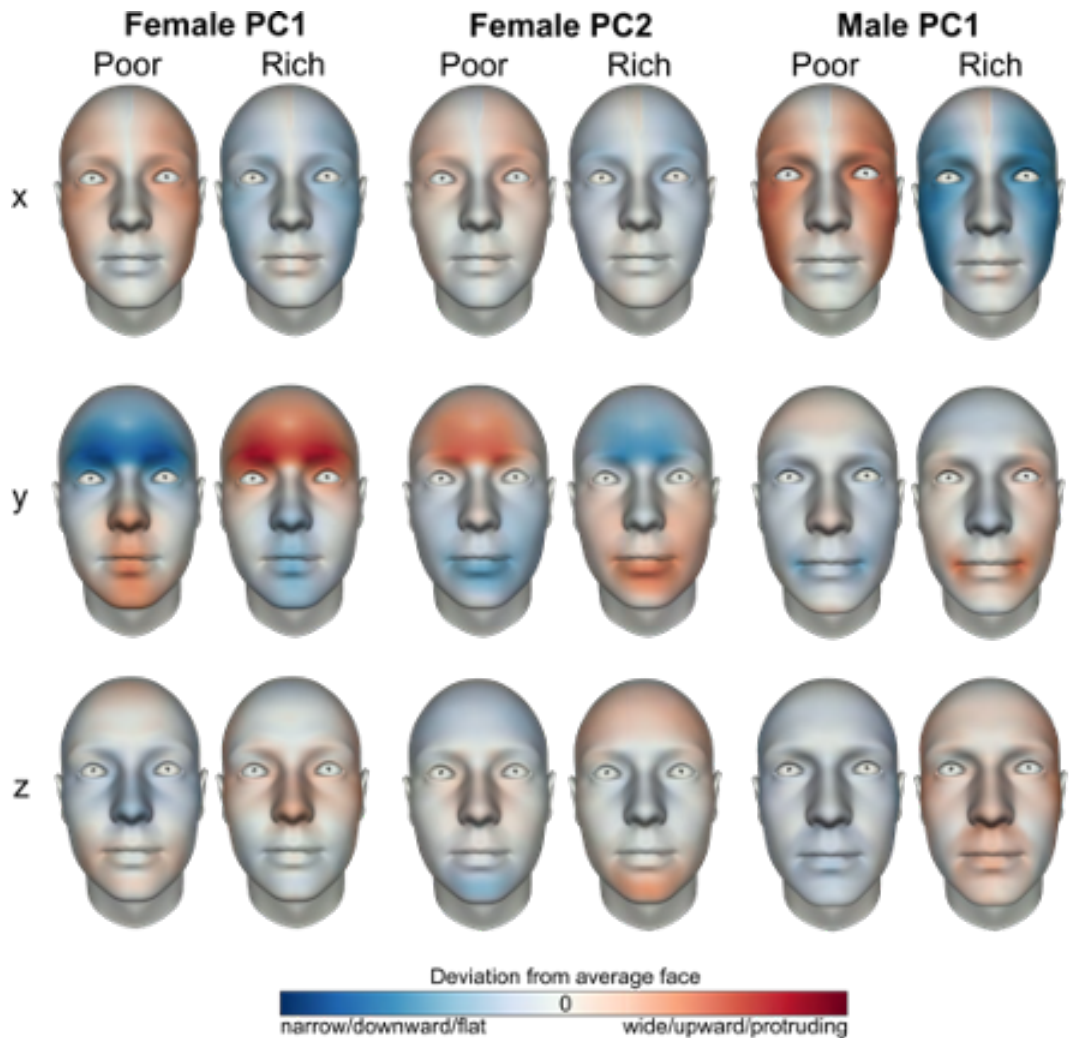 Female PC1 Female PC2 Male PC1
Poor Rich Poor Rich Poor Rich
x
y
z
Deviation from average face
0
narrow/downward/flat wide/upward/protruding